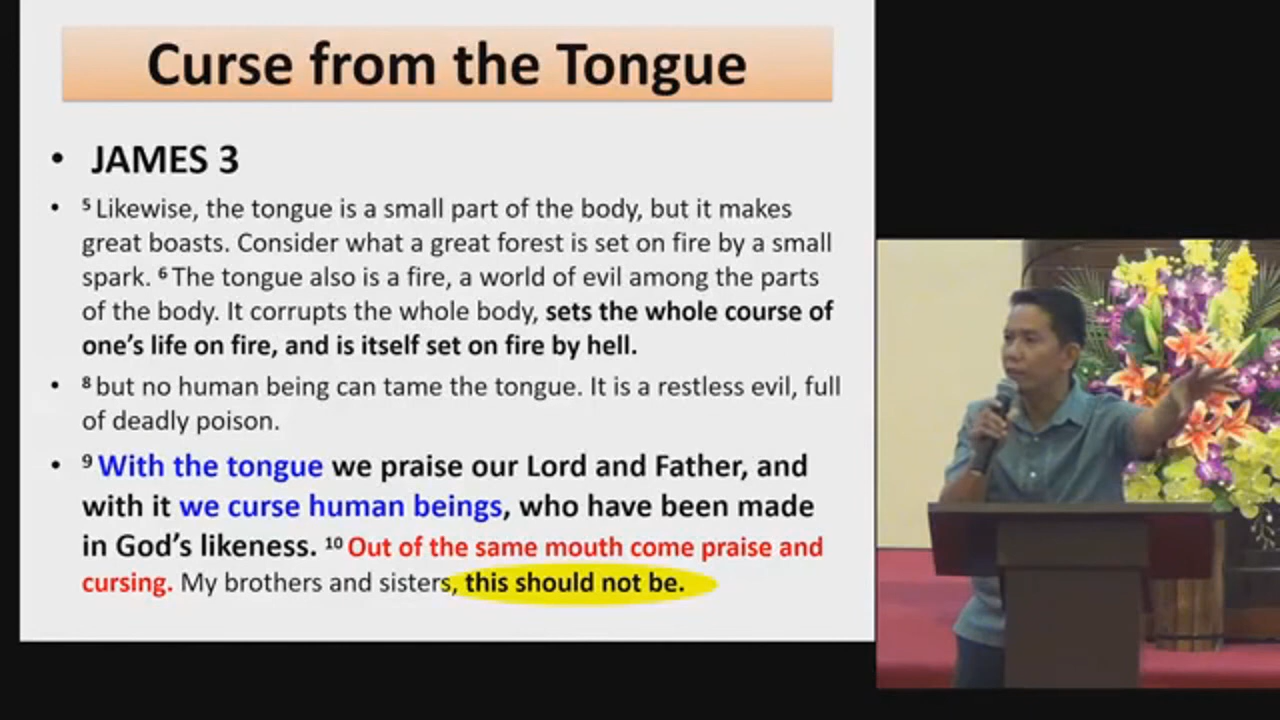 Curse from the Tongue
• JAMES 3
• ⁵ Likewise, the tongue is a small part of the body, but it makes
great boasts. Consider what a great forest is set on fire by a small
spark. ⁶ The tongue also is a fire, a world of evil among the parts
of the body. It corrupts the whole body, sets the whole course of
one’s life on fire, and is itself set on fire by hell.
• ⁸ but no human being can tame the tongue. It is a restless evil, full
of deadly poison.
• ⁹ With the tongue we praise our Lord and Father, and
with it we curse human beings, who have been made
in God’s likeness. ¹⁰ Out of the same mouth come praise and
cursing. My brothers and sisters, this should not be.